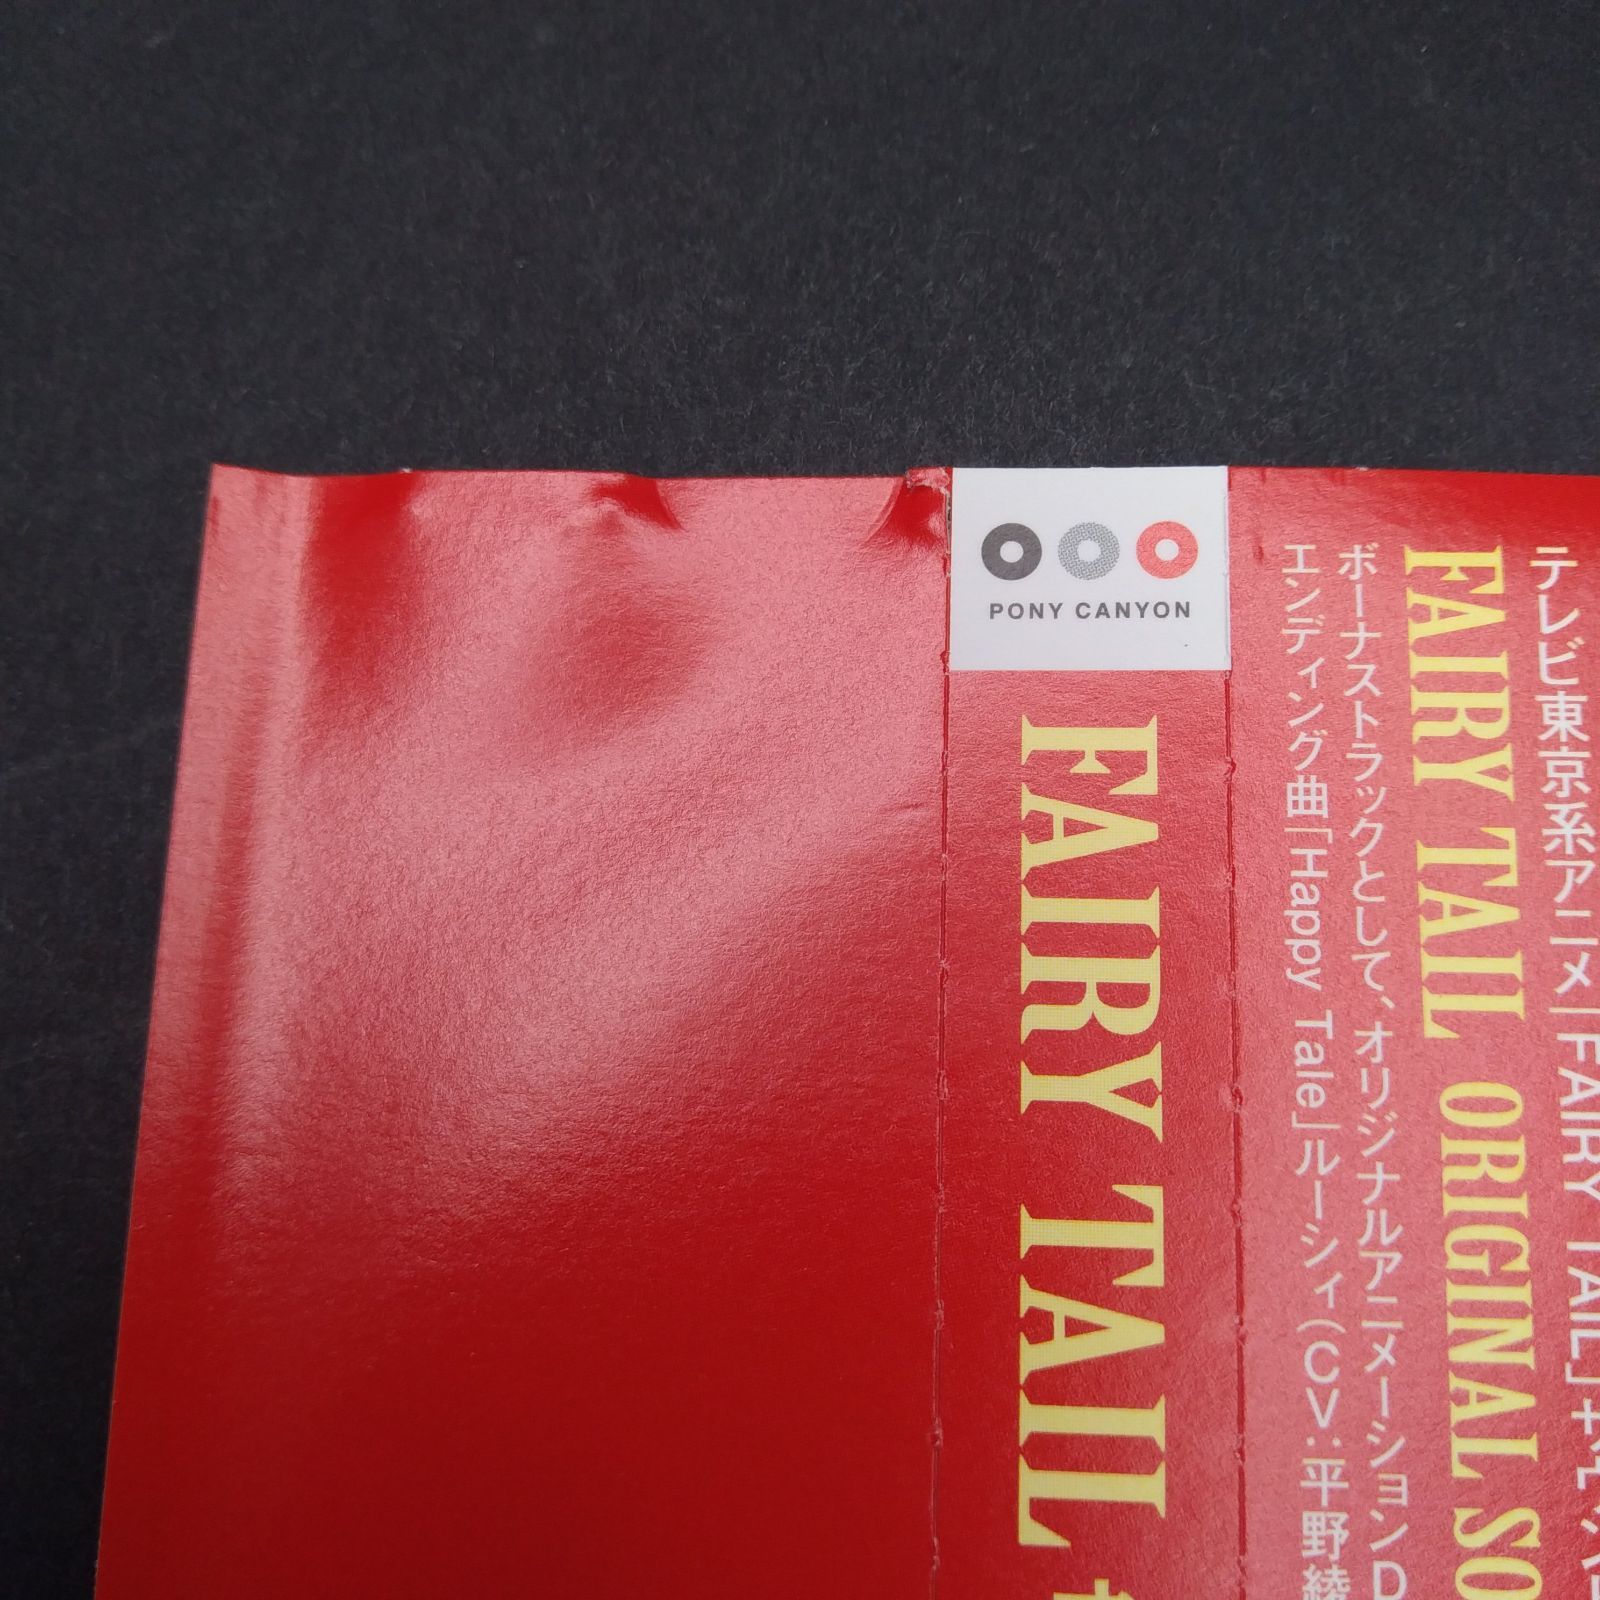 PONY CANYON
FAIRY TAIL
テレビ東京系アニメ「FAIRY TAIL」
FAIRY TAIL ORIGINAL SO
ボーナストラックとして、オリジナルアニメーションD
エンディング曲「Happy Tale」ルーシィ(CV:平野綾